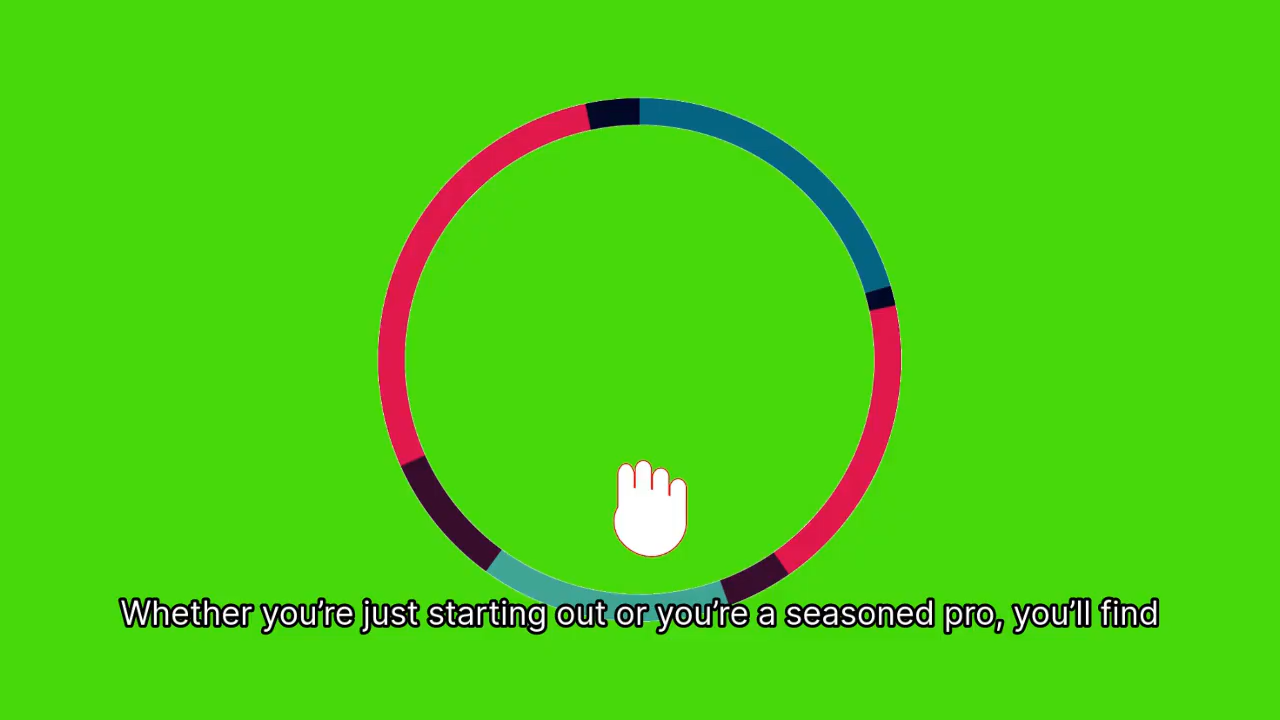 Whether you’re just starting out or you’re a seasoned pro, you’ll find